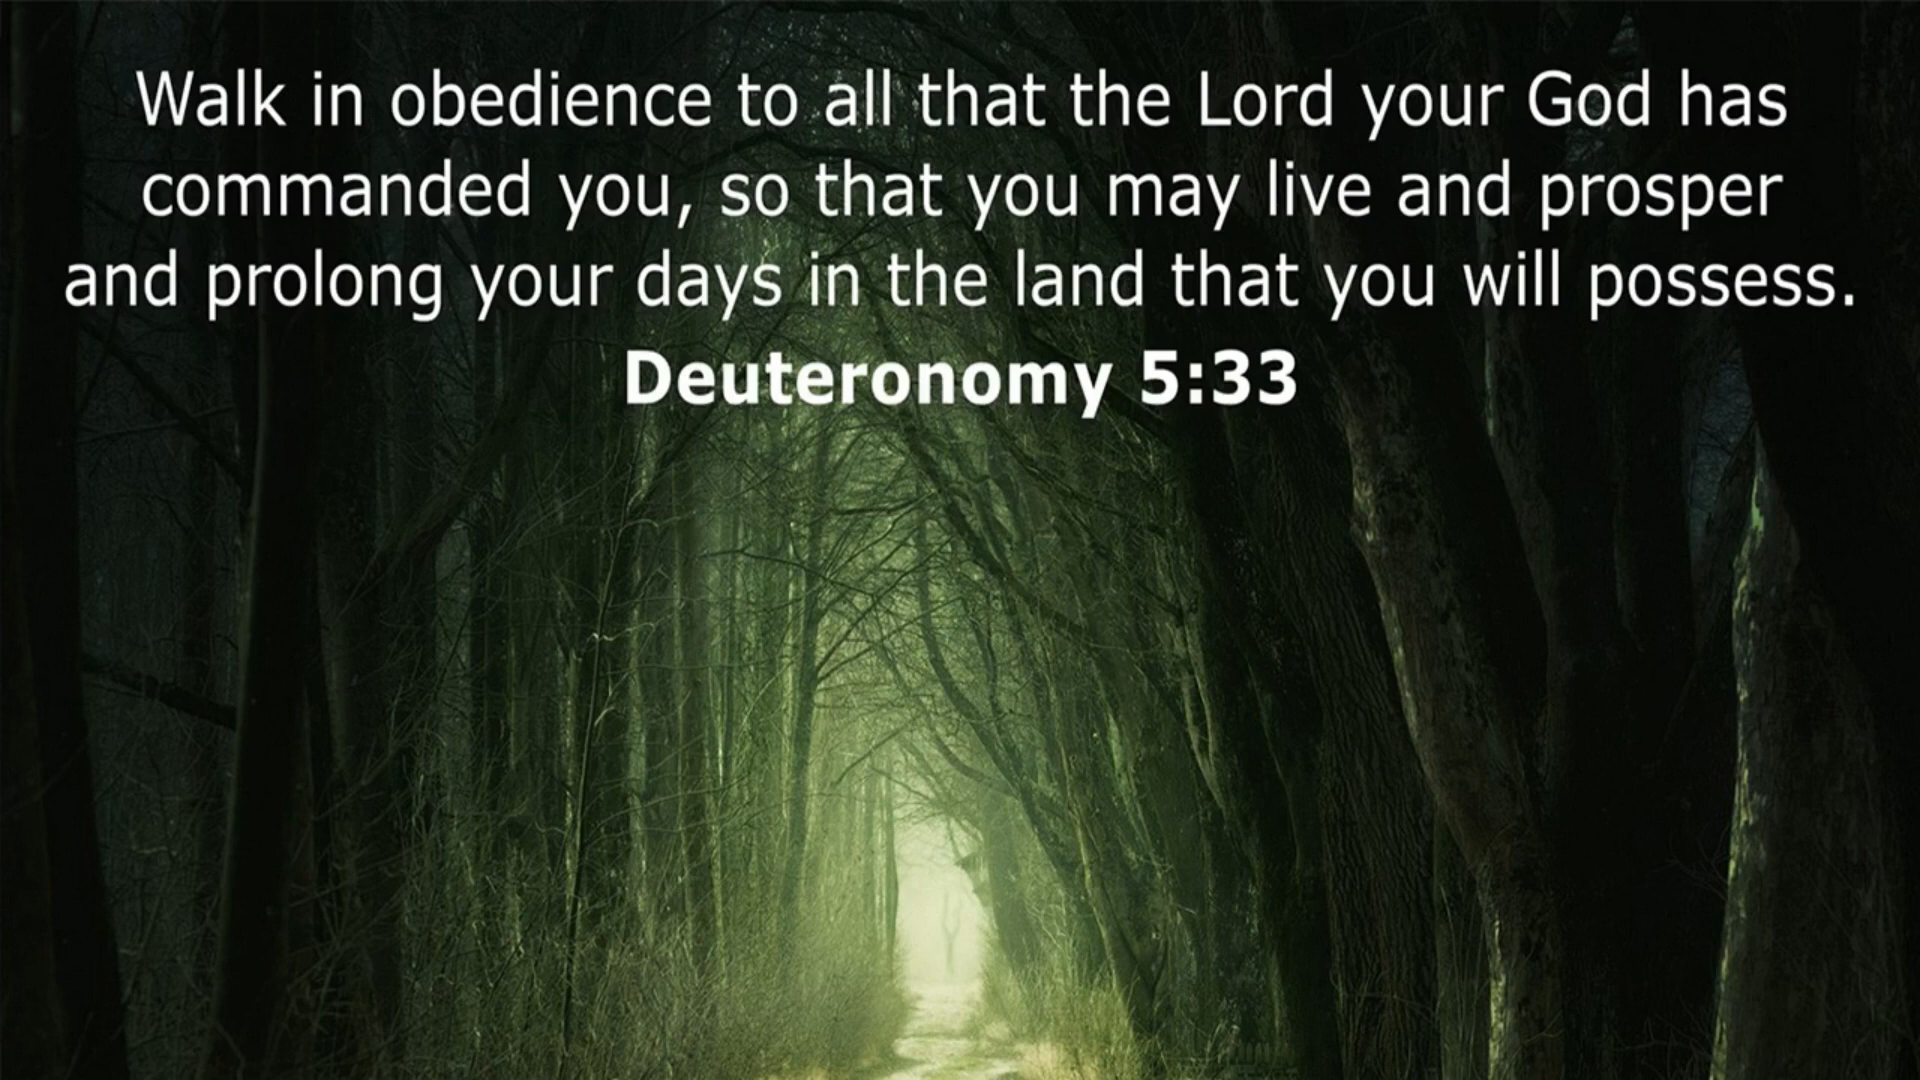 Walk in obedience to all that the Lord your God has
commanded you, so that you may live and prosper
and prolong your days in the land that you will possess.
Deuteronomy 5:33